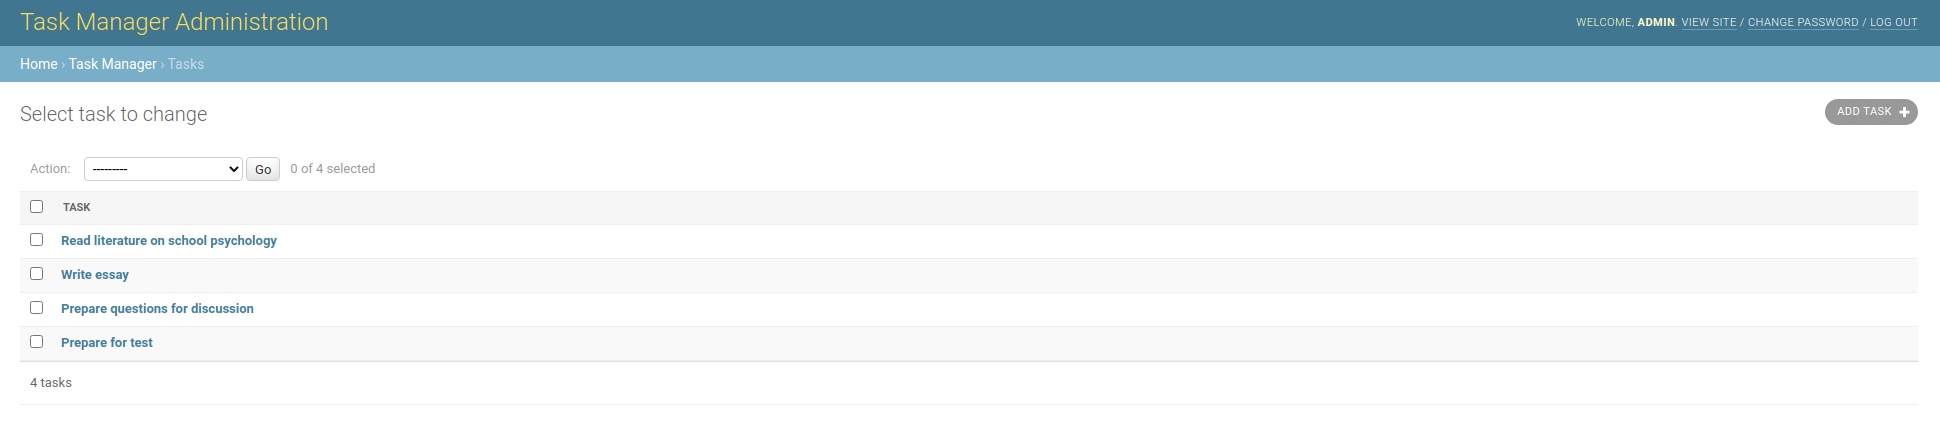 Task Manager Administration
WELCOME, ADMIN. VIEW SITE / CHANGE PASSWORD / LOG OUT
Home › Task Manager › Tasks
Select task to change
ADD TASK +
Action: --------- Go 0 of 4 selected
TASK
Read literature on school psychology
Write essay
Prepare questions for discussion
Prepare for test
4 tasks